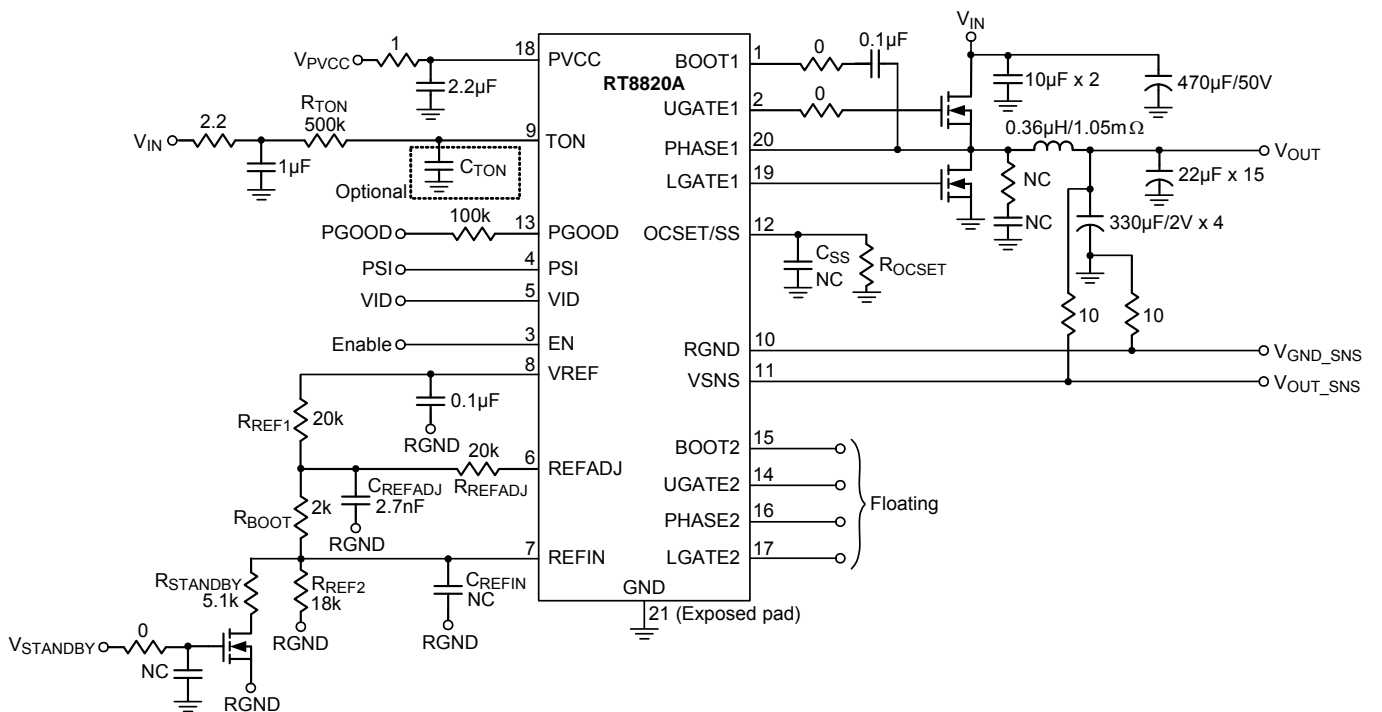 VIN
VPVCC
1
18
PVCC
2.2µF
RT8820A
BOOT1
1
0
0.1µF
10µF x 2
470µF/50V
UGATE1
2
0
VIN
2.2
1µF
RTON
500k
9
TON
CTON
Optional
PHASE1
20
0.36µH/1.05mΩ
VOUT
LGATE1
19
NC
NC
22µF x 15
330µF/2V x 4
PGOOD
100k
13
PGOOD
OCSET/SS
12
CSS
NC
ROCSET
PSI
4
PSI
VID
5
VID
10
10
Enable
3
EN
RGND
10
VGND_SNS
8
VREF
0.1µF
RGND
VSNS
11
VOUT_SNS
RREF1
20k
6
REFADJ
20k
RREFADJ
CREFADJ
2.7nF
RGND
BOOT2
15
UGATE2
14
PHASE2
16
LGATE2
17
Floating
RBOOT
2k
7
REFIN
RSTANDBY
5.1k
RREF2
18k
RGND
CREFIN
NC
RGND
GND
21 (Exposed pad)
VSTANDBY
0
NC
RGND